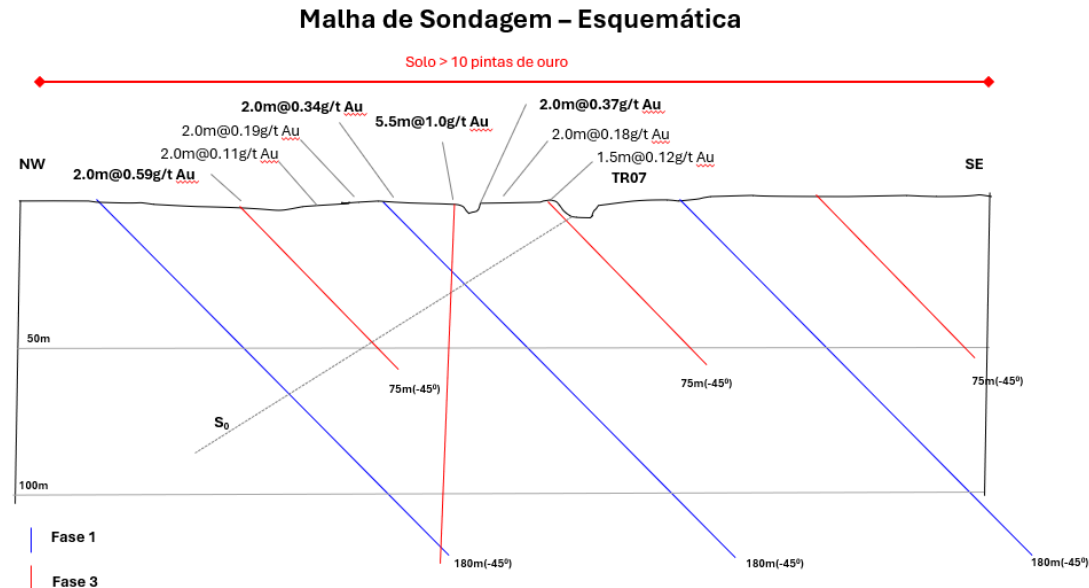 Malha de Sondagem – Esquemática
Solo > 10 pintas de ouro
2.0m@0.34g/t Au
2.0m@0.37g/t Au
5.5m@1.0g/t Au
2.0m@0.19g/t Au
2.0m@0.18g/t Au
2.0m@0.11g/t Au
1.5m@0.12g/t Au
NW
2.0m@0.59g/t Au
TR07
SE
50m
75m(-45⁰)
75m(-45⁰)
75m(-45⁰)
S₀
100m
Fase 1
180m(-45⁰)
180m(-45⁰)
180m(-45⁰)
Fase 3